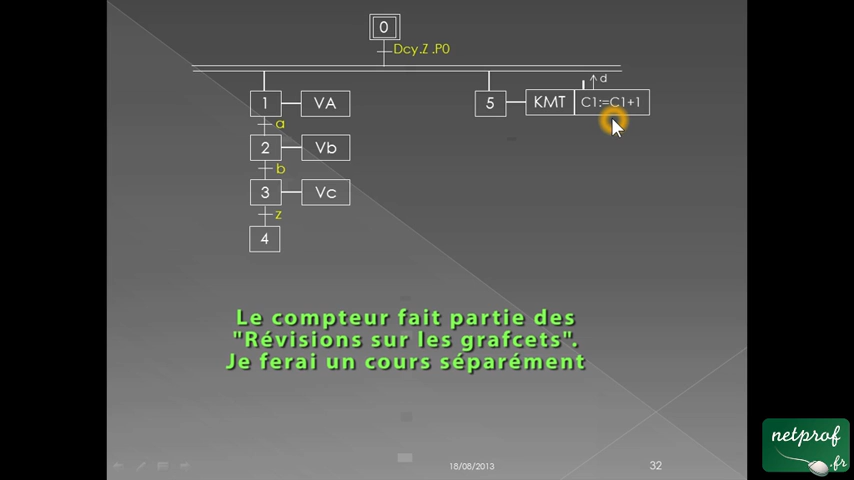 0
Dcy.Z .P0
d
1 VA
5 KMT C1:=C1+1
a
2 Vb
b
3 Vc
z
4
Le compteur fait partie des
"Révisions sur les grafcets".
Je ferai un cours séparément
netprof
.fr
18/08/2013 32